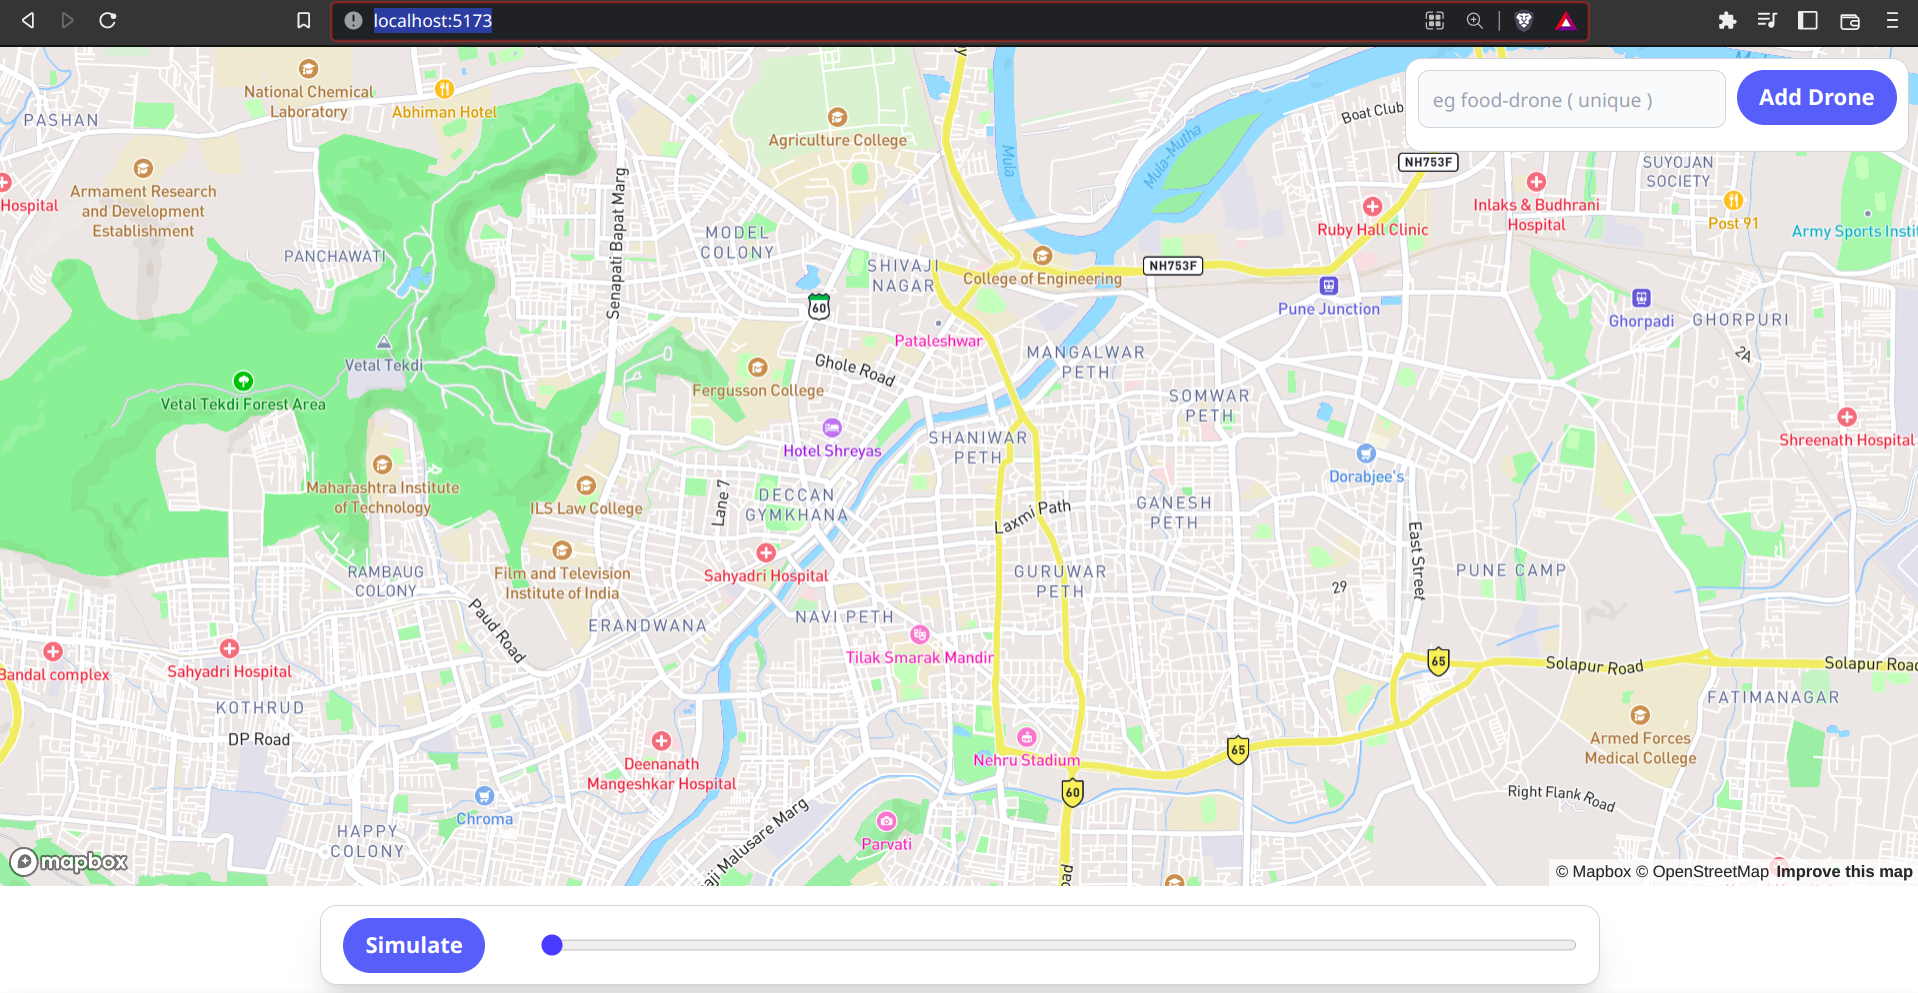 localhost:5173
eg food-drone ( unique )
Add Drone
National Chemical
Laboratory
Abhiman Hotel
PASHAN
Agriculture College
Mula
Mula-Mutha
Boat Club
NH753F
SUYOJAN
SOCIETY
Armament Research
and Development
Establishment
Hospital
Inlaks & Budhrani
Hospital
Post 91
Ruby Hall Clinic
Army Sports Insti
PANCHAWATI
Senapati Bapat Marg
MODEL
COLONY
SHIVAJI
NAGAR
College of Engineering
NH753F
60
Pune Junction
Ghorpadi
GHORPURI
2A
Pataleshwar
MANGALWAR
PETH
Vetal Tekdi
Ghole Road
Fergusson College
Vetal Tekdi Forest Area
SOMWAR
PETH
Hotel Shreyas
SHANIWAR
PETH
Shreenath Hospital
Dorabjee's
Maharashtra Institute
of Technology
ILS Law College
Lane 7
DECCAN
GYMKHANA
Laxmi Path
GANESH
PETH
East Street
Sahyadri Hospital
Film and Television
Institute of India
RAMBAUG
COLONY
GURUWAR
PETH
29
PUNE CAMP
Paud Road
ERANDWANA
NAVI PETH
Tilak Smarak Mandir
Bandal complex
Sahyadri Hospital
65
Solapur Road
Solapur Road
KOTHRUD
DP Road
FATIMANAGAR
Deenanath
Mangeshkar Hospital
Nehru Stadium
65
60
Armed Forces
Medical College
Right Flank Road
Chroma
HAPPY
COLONY
aji Malusare Marg
Parvati
oad
mapbox
© Mapbox © OpenStreetMap Improve this map
Simulate